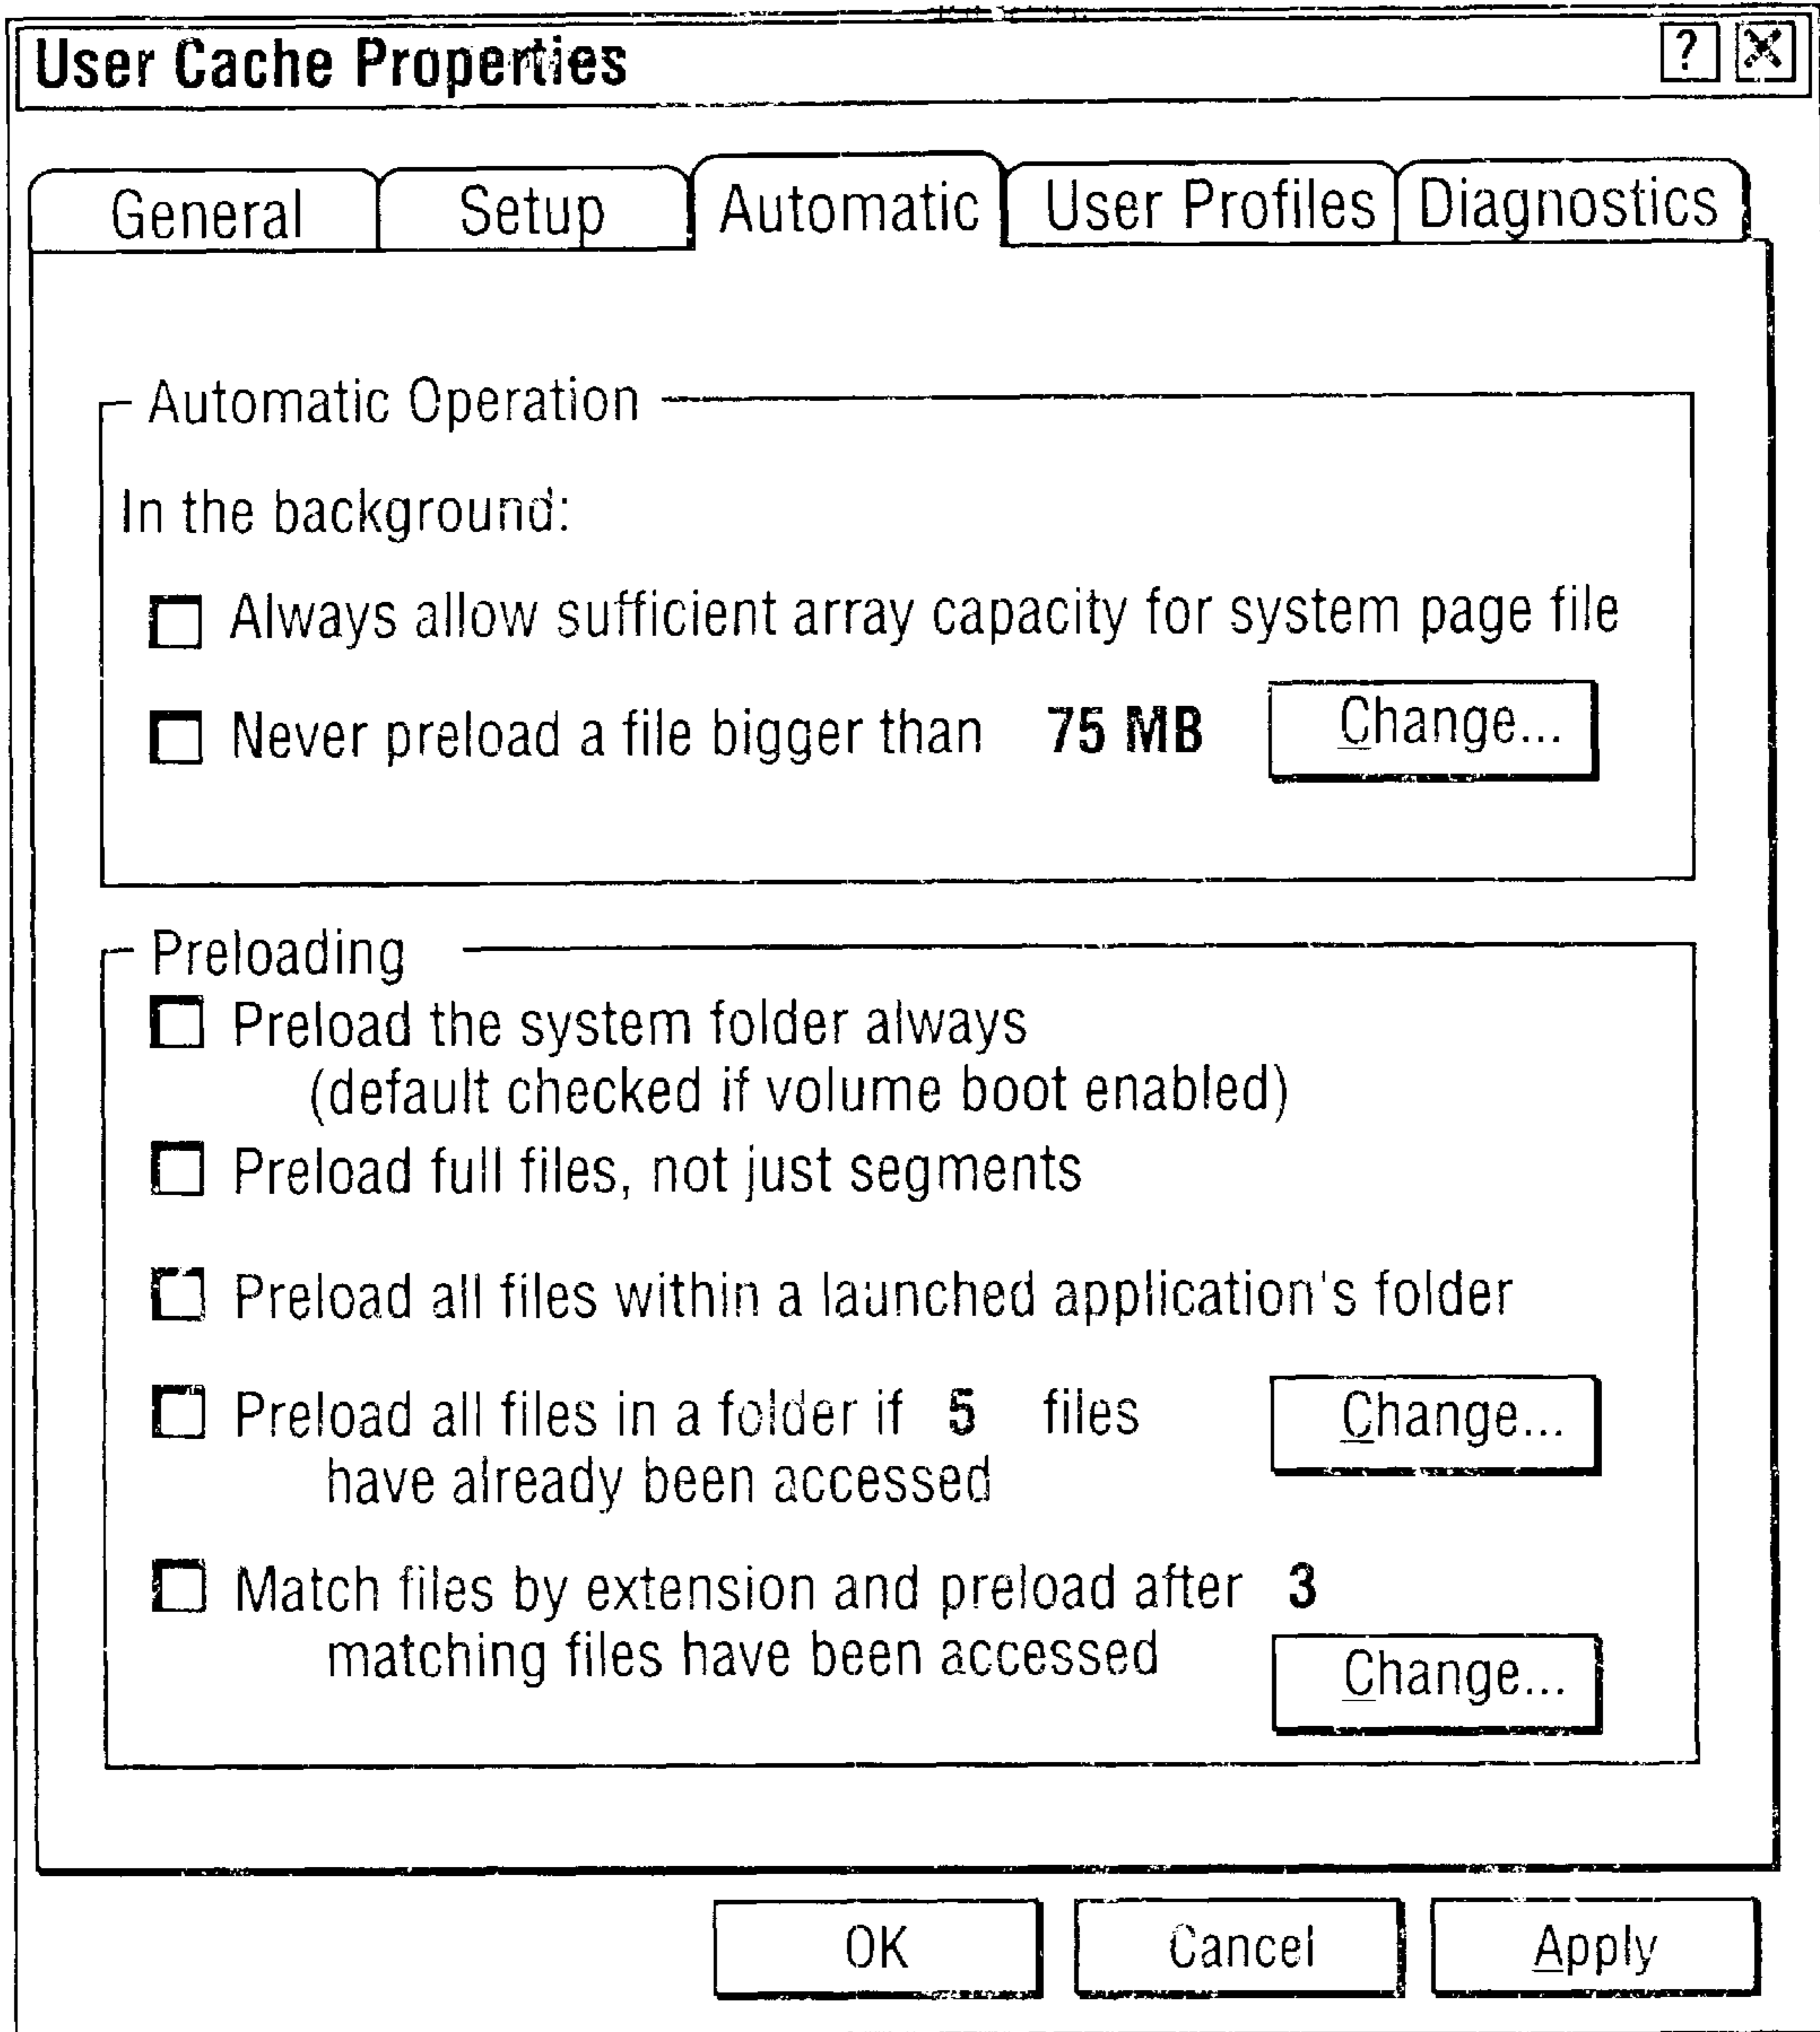 User Cache Properties ? X
General Setup Automatic User Profiles Diagnostics
Automatic Operation
In the background:
Always allow sufficient array capacity for system page file
Never preload a file bigger than 75 MB Change...
Preloading
Preload the system folder always
(default checked if volume boot enabled)
Preload full files, not just segments
Preload all files within a launched application's folder
Preload all files in a folder if 5 files Change...
have already been accessed
Match files by extension and preload after 3
matching files have been accessed Change...
OK Cancel Apply